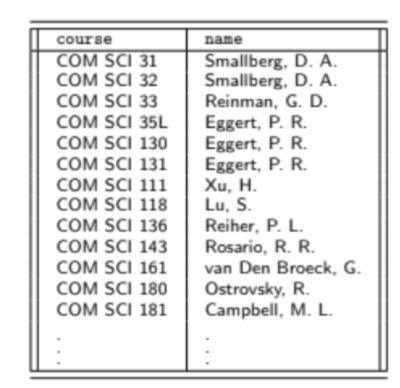 course name
COM SCI 31 Smallberg, D. A.
COM SCI 32 Smallberg, D. A.
COM SCI 33 Reinman, G. D.
COM SCI 35L Eggert, P. R.
COM SCI 130 Eggert, P. R.
COM SCI 131 Eggert, P. R.
COM SCI 111 Xu, H.
COM SCI 118 Lu, S.
COM SCI 136 Reiher, P. L.
COM SCI 143 Rosario, R. R.
COM SCI 161 van Den Broeck, G.
COM SCI 180 Ostrovsky, R.
COM SCI 181 Campbell, M. L.
. .
. .
. .